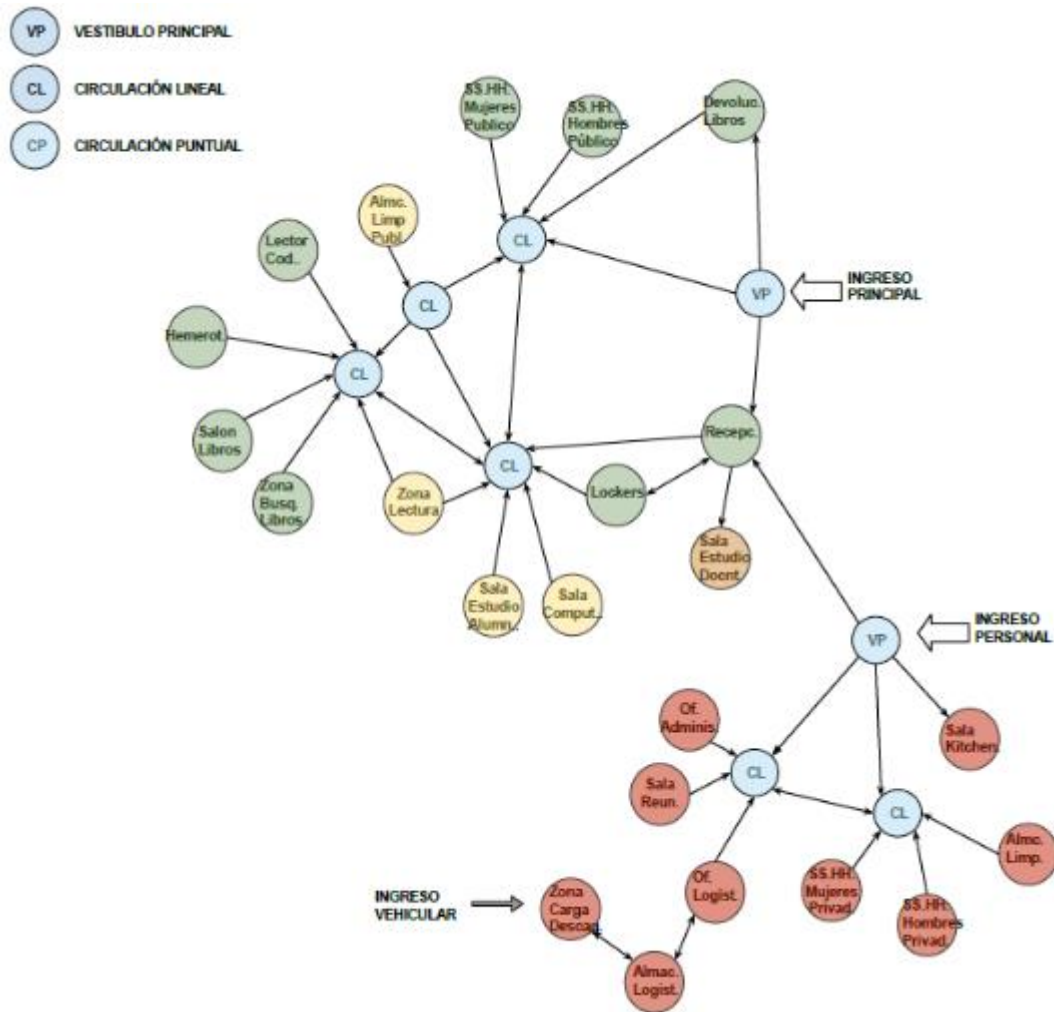 VP VESTIBULO PRINCIPAL
CL CIRCULACIÓN LINEAL
CP CIRCULACIÓN PUNTUAL
SS.HH.
Mujeres
Publico
SS.HH.
Hombres
Público
Devoluc.
Libros
Almc.
Limp
Publ.
Lector
Cod..
CL
CL
VP
INGRESO
PRINCIPAL
Hemerot.
CL
Salon
Libros
Recepc.
CL
Zona
Busq.
Libros
Zona
Lectura
Lockers
Sala
Estudio
Docnt.
Sala
Estudio
Alumn..
Sala
Comput..
VP
INGRESO
PERSONAL
Of.
Adminis.
Sala
Kitchen.
CL
Sala
Reun.
CL
Almc.
Limp.
INGRESO
VEHICULAR
Zona
Carga
Descag.
Of.
Logist.
SS.HH.
Mujeres
Privad.
SS.HH.
Hombres
Privad.
Almac.
Logist.